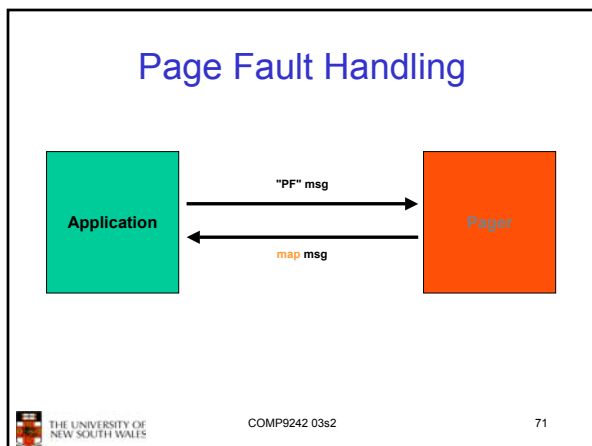 Page Fault Handling
"PF" msg
Application
Pager
map msg
THE UNIVERSITY OF
NEW SOUTH WALES
COMP9242 03s2
71